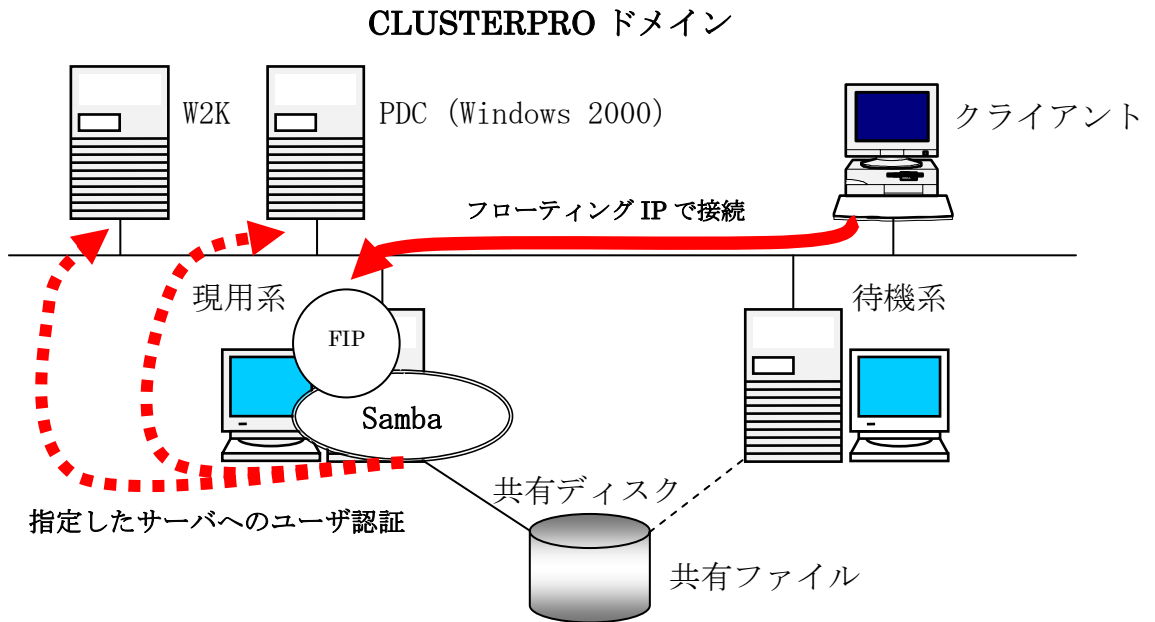 CLUSTERPRO ドメイン
W2K
PDC (Windows 2000)
クライアント
フローティング IP で接続
現用系
待機系
FIP
Samba
共有ディスク
指定したサーバへのユーザ認証
共有ファイル